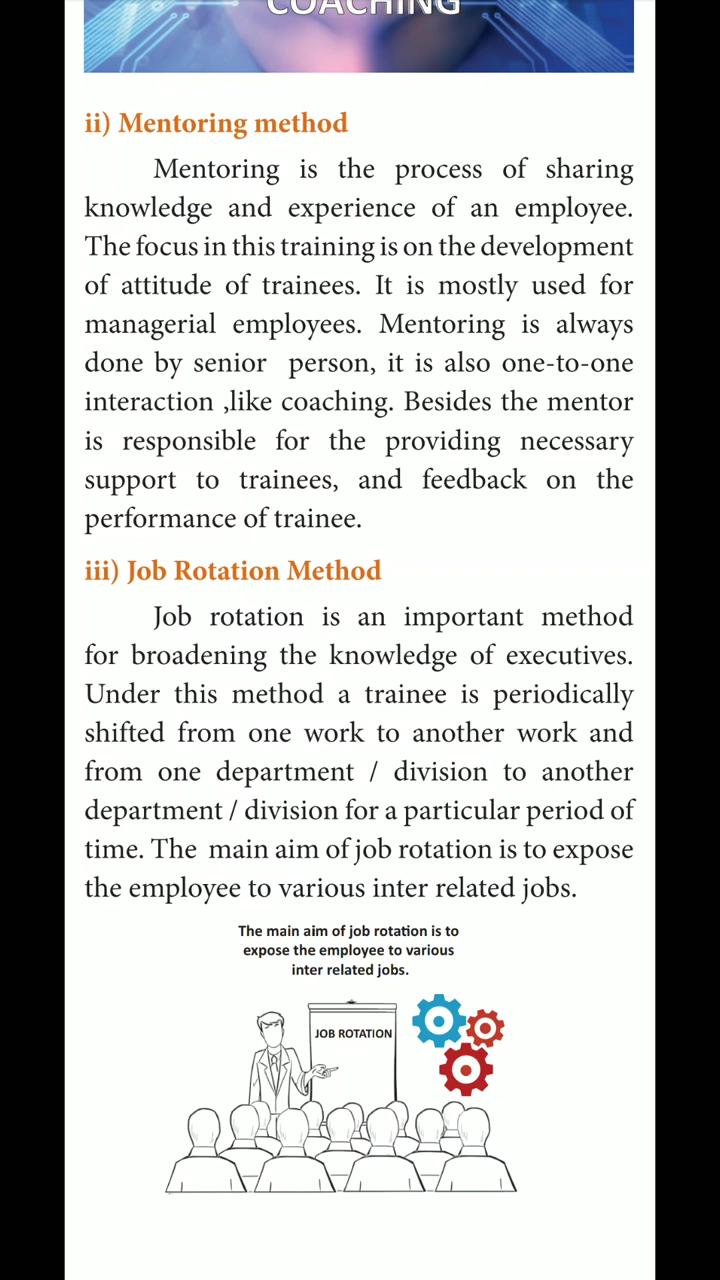 COACHING
ii) Mentoring method
Mentoring is the process of sharing
knowledge and experience of an employee.
The focus in this training is on the development
of attitude of trainees. It is mostly used for
managerial employees. Mentoring is always
done by senior person, it is also one-to-one
interaction ,like coaching. Besides the mentor
is responsible for the providing necessary
support to trainees, and feedback on the
performance of trainee.
iii) Job Rotation Method
Job rotation is an important method
for broadening the knowledge of executives.
Under this method a trainee is periodically
shifted from one work to another work and
from one department / division to another
department / division for a particular period of
time. The main aim of job rotation is to expose
the employee to various inter related jobs.
The main aim of job rotation is to
expose the employee to various
inter related jobs.
JOB ROTATION